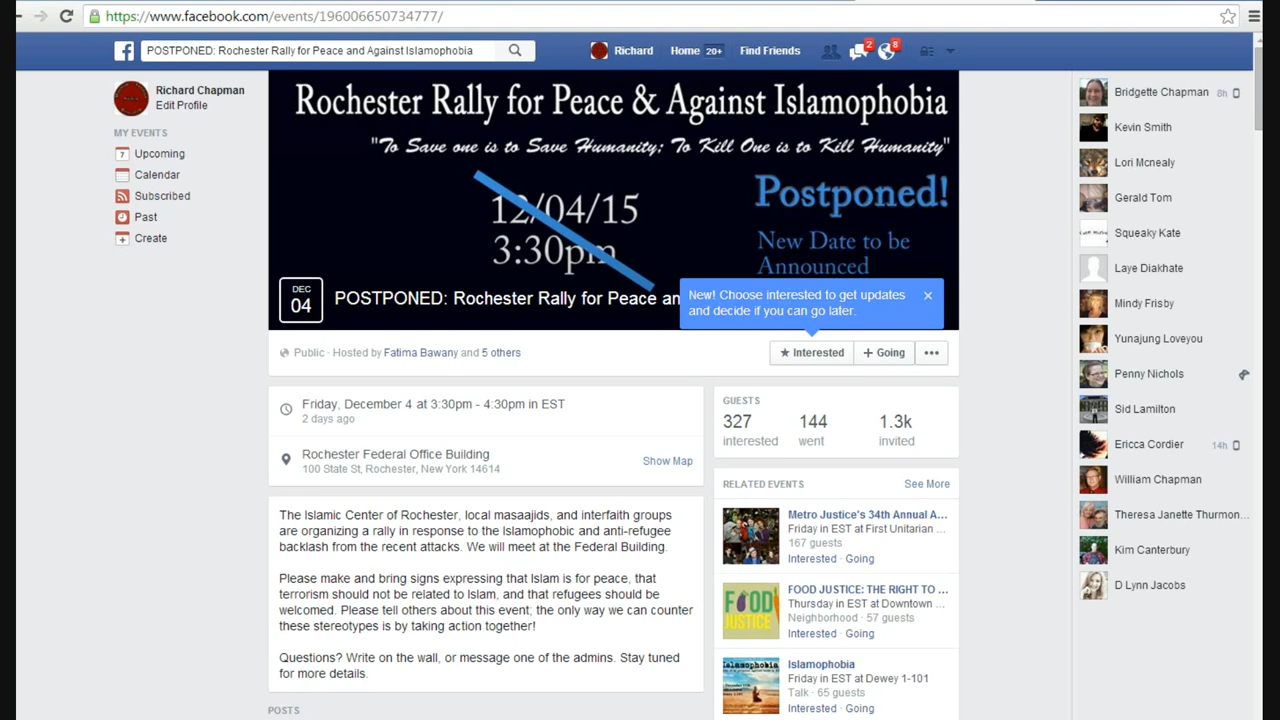 https://www.facebook.com/events/196006650734777/
POSTPONED: Rochester Rally for Peace and Against Islamophobia
Richard
Home 20+
Find Friends
2
8
Richard Chapman
Edit Profile
MY EVENTS
7 Upcoming
Calendar
Subscribed
Past
Create
Rochester Rally for Peace & Against Islamophobia
"To Save one is to Save Humanity; To Kill One is to Kill Humanity"
12/04/15
3:30pm
Postponed!
New Date to be
Announced
DEC
04
POSTPONED: Rochester Rally for Peace an
New! Choose interested to get updates
and decide if you can go later.
Public · Hosted by Fatima Bawany and 5 others
Interested
Going
Friday, December 4 at 3:30pm - 4:30pm in EST
2 days ago
Rochester Federal Office Building
100 State St, Rochester, New York 14614
Show Map
The Islamic Center of Rochester, local masaajids, and interfaith groups
are organizing a rally in response to the Islamophobic and anti-refugee
backlash from the recent attacks. We will meet at the Federal Building.
Please make and bring signs expressing that Islam is for peace, that
terrorism should not be related to Islam, and that refugees should be
welcomed. Please tell others about this event; the only way we can counter
these stereotypes is by taking action together!
Questions? Write on the wall, or message one of the admins. Stay tuned
for more details.
POSTS
GUESTS
327 144 1.3k
interested went invited
RELATED EVENTS
See More
Metro Justice's 34th Annual A...
Friday in EST at First Unitarian ...
167 guests
Interested · Going
FOOD JUSTICE
FOOD JUSTICE: THE RIGHT TO ...
Thursday in EST at Downtown ...
Neighborhood · 57 guests
Interested · Going
Islamophobia
Islamophobia
Friday in EST at Dewey 1-101
Talk · 65 guests
Interested · Going
Bridgette Chapman 8h
Kevin Smith
Lori Mcnealy
Gerald Tom
Squeaky Kate
Laye Diakhate
Mindy Frisby
Yunajung Loveyou
Penny Nichols
Sid Lamilton
Ericca Cordier 14h
William Chapman
Theresa Janette Thurmon...
Kim Canterbury
D Lynn Jacobs